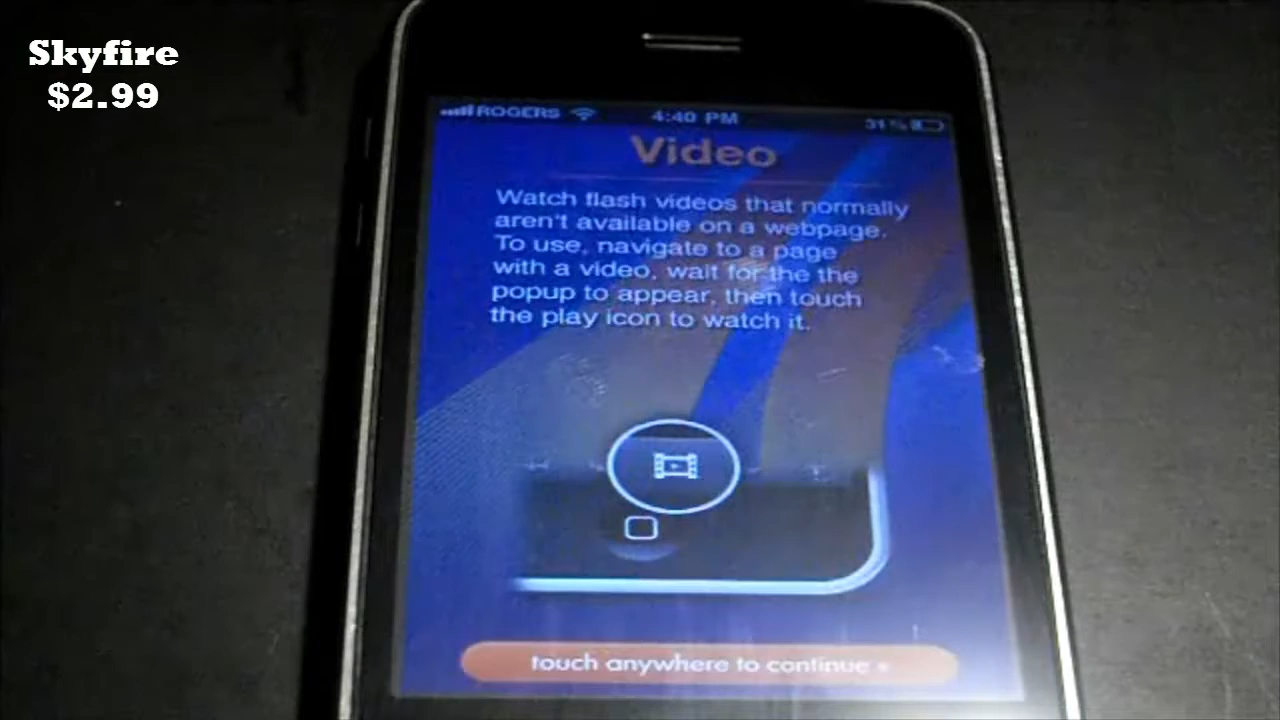 Skyfire
$2.99
ROGERS 4:40 PM 31%
Video
Watch flash videos that normally
aren't available on a webpage.
To use, navigate to a page
with a video, wait for the the
popup to appear, then touch
the play icon to watch it.
touch anywhere to continue »